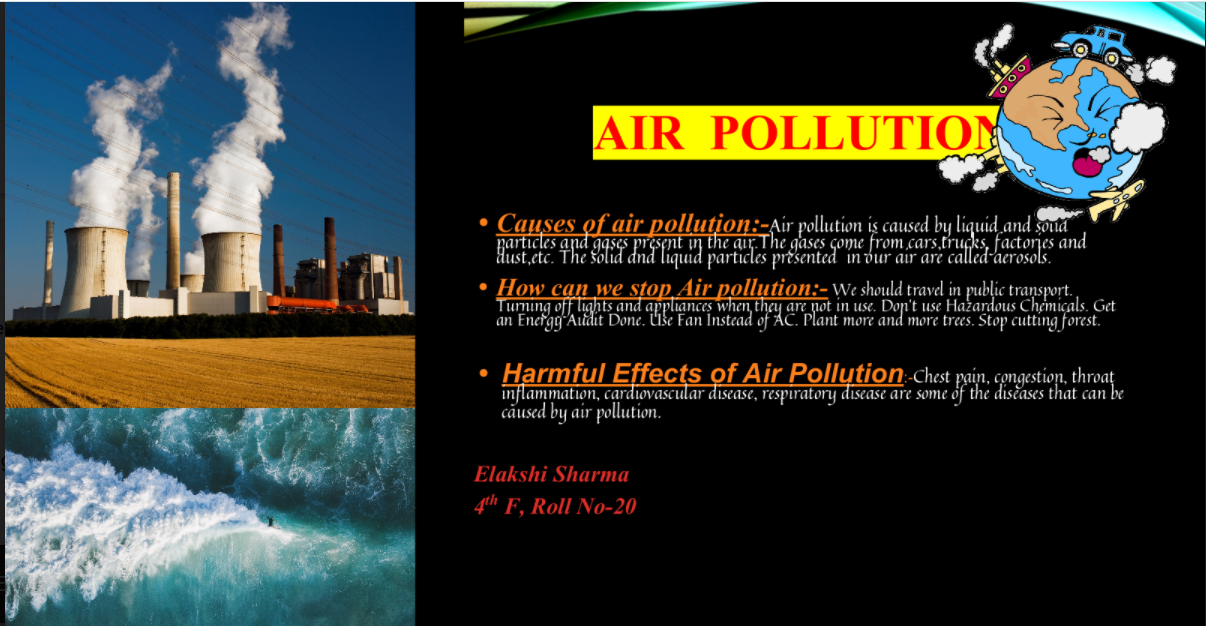 AIR POLLUTION
• Causes of air pollution:-Air pollution is caused by liquid and solid
particles and gases present in the air.The gases come from,cars,trucks, factories and
dust,etc. The solid and liquid particles presented in our air are called aerosols.
• How can we stop Air pollution:- We should travel in public transport.
Turning off lights and appliances when they are not in use. Don't use Hazardous Chemicals. Get
an Energy Audit Done. Use Fan Instead of AC. Plant more and more trees. Stop cutting forest.
• Harmful Effects of Air Pollution:-Chest pain, congestion, throat
inflammation, cardiovascular disease, respiratory disease are some of the diseases that can be
caused by air pollution.
Elakshi Sharma
4th F, Roll No-20